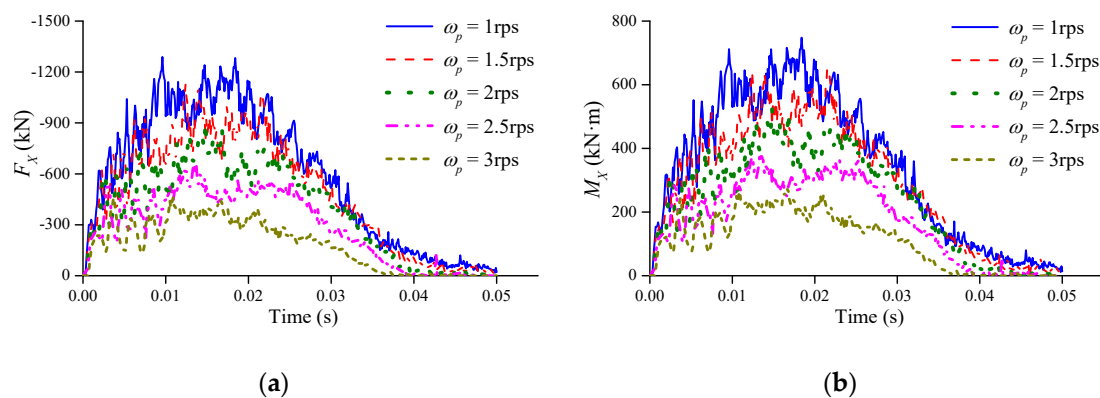 -1500
-1200
-900
-600
-300
0
F_X (kN)
0.00 0.01 0.02 0.03 0.04 0.05
Time (s)
ω_p = 1rps
ω_p = 1.5rps
ω_p = 2rps
ω_p = 2.5rps
ω_p = 3rps
(a)
800
600
400
200
0
M_X (kN·m)
0.00 0.01 0.02 0.03 0.04 0.05
Time (s)
ω_p = 1rps
ω_p = 1.5rps
ω_p = 2rps
ω_p = 2.5rps
ω_p = 3rps
(b)